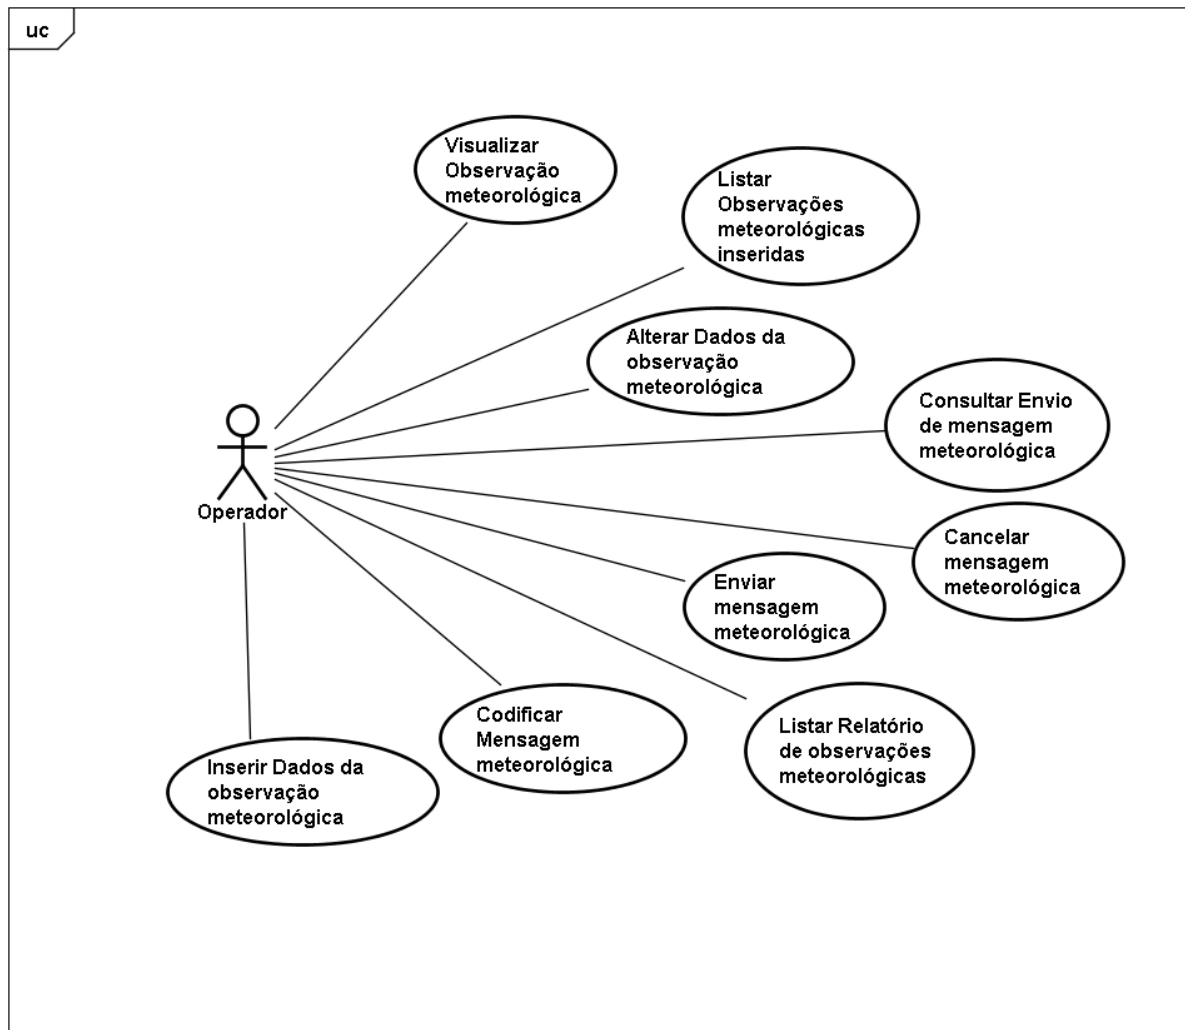 uc
Visualizar
Observação
meteorológica
Listar
Observações
meteorológicas
inseridas
Alterar Dados da
observação
meteorológica
Consultar Envio
de mensagem
meteorológica
Operador
Cancelar
mensagem
meteorológica
Enviar
mensagem
meteorológica
Codificar
Mensagem
meteorológica
Listar Relatório
de observações
meteorológicas
Inserir Dados da
observação
meteorológica